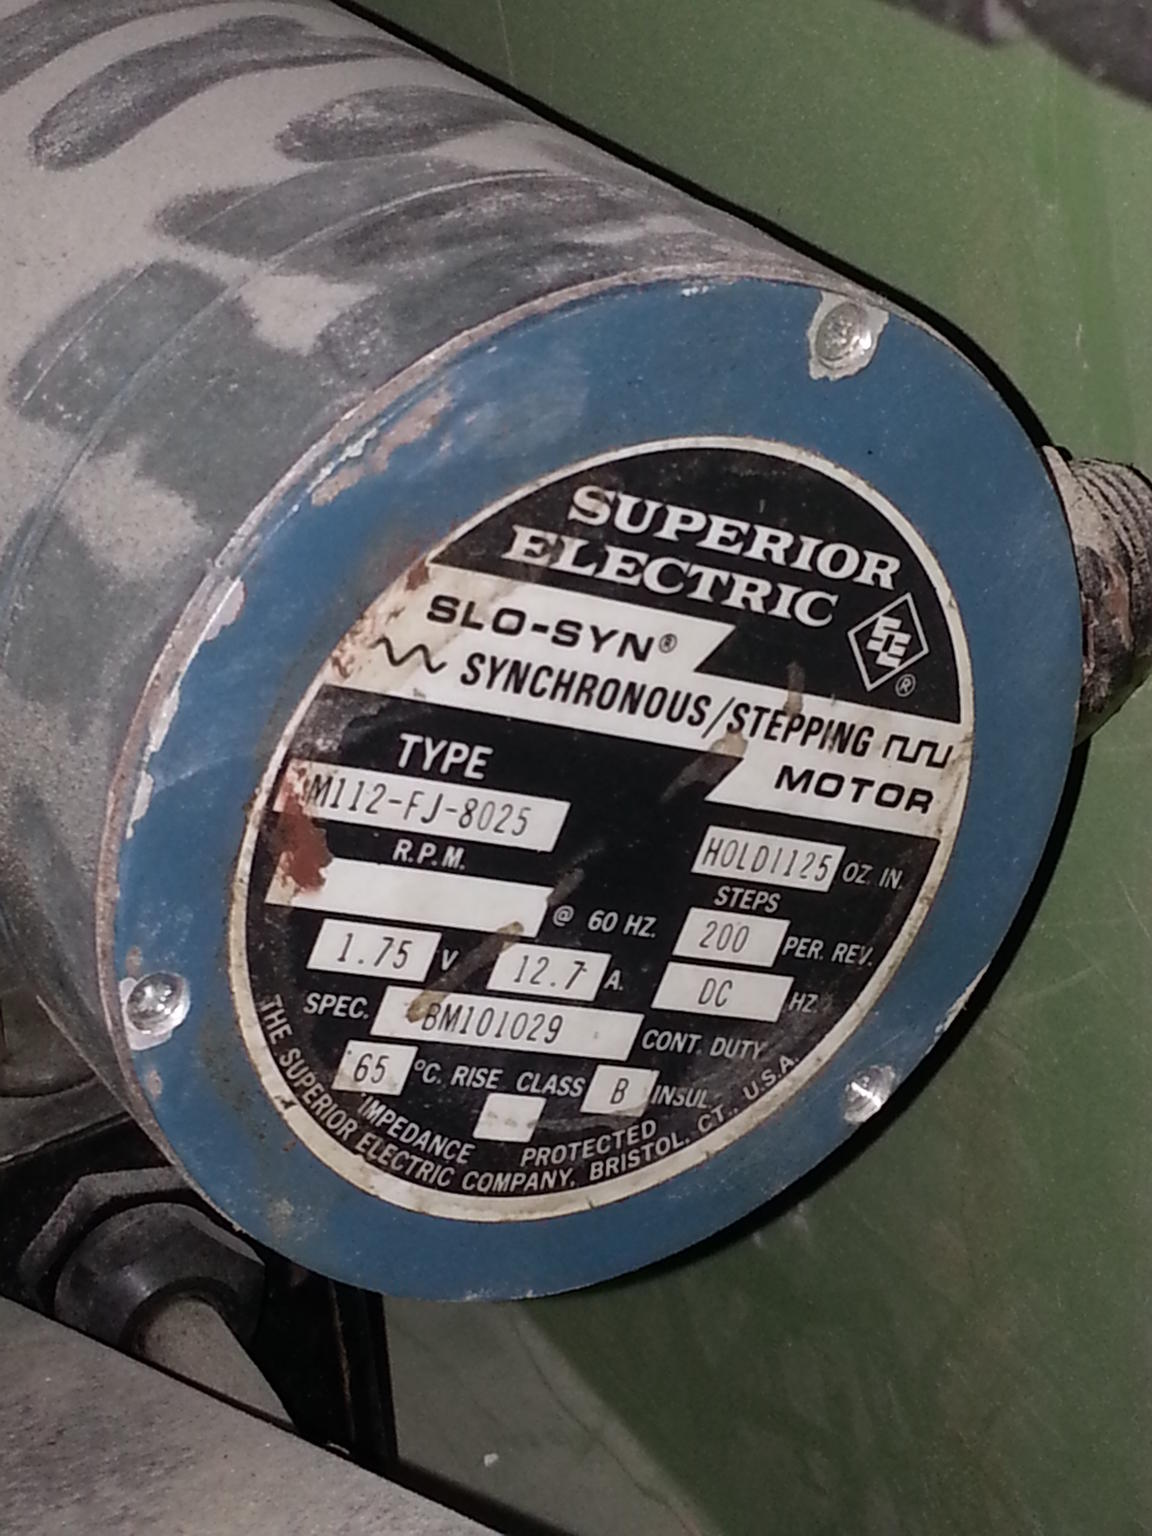 SUPERIOR
ELECTRIC
SLO-SYN®
SYNCHRONOUS/STEPPING
MOTOR
SE ®
TYPE
M112-FJ-8025
HOLD1125 OZ. IN.
R.P.M.
@ 60 HZ.
STEPS
200 PER. REV.
1.75 V 12.7 A.
DC HZ
SPEC. BM101029 CONT. DUTY
65 °C. RISE CLASS B INSUL
IMPEDANCE PROTECTED
THE SUPERIOR ELECTRIC COMPANY, BRISTOL, CT., U.S.A.